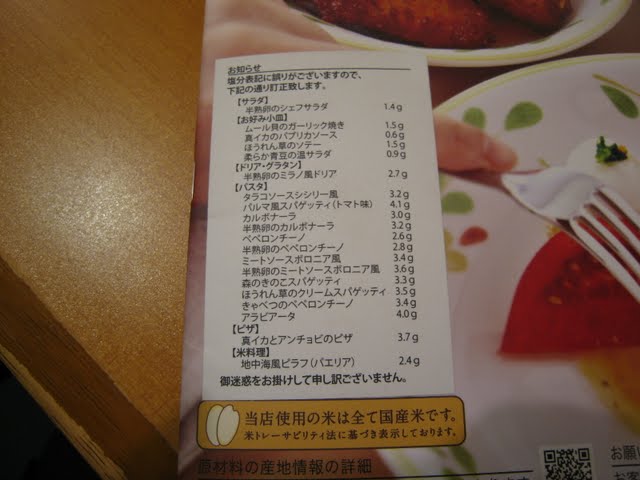 お知らせ
塩分表記に誤りがございますので、
下記の通り訂正致します。
【サラダ】
半熟卵のシェフサラダ 1.4g
【お好み小皿】
ムール貝のガーリック焼き 1.5g
真イカのパプリカソース 0.6g
ほうれん草のソテー 1.5g
柔らか青豆の温サラダ 0.9g
【ドリア・グラタン】
半熟卵のミラノ風ドリア 2.7g
【パスタ】
タラコソースシシリー風 3.2g
パルマ風スパゲッティ(トマト味) 4.1g
カルボナーラ 3.0g
半熟卵のカルボナーラ 3.2g
ペペロンチーノ 2.6g
半熟卵のペペロンチーノ 2.8g
ミートソースボロニア風 3.4g
半熟卵のミートソースボロニア風 3.6g
森のきのこスパゲッティ 3.3g
ほうれん草のクリームスパゲッティ 3.5g
きゃべつのペペロンチーノ 3.4g
アラビアータ 4.0g
【ピザ】
真イカとアンチョビのピザ 3.7g
【米料理】
地中海風ピラフ(パエリア) 2.4g
御迷惑をお掛けして申し訳ございません。
当店使用の米は全て国産米です。
米トレーサビリティ法に基づき表示しております。
原材料の産地情報の詳細
お願い